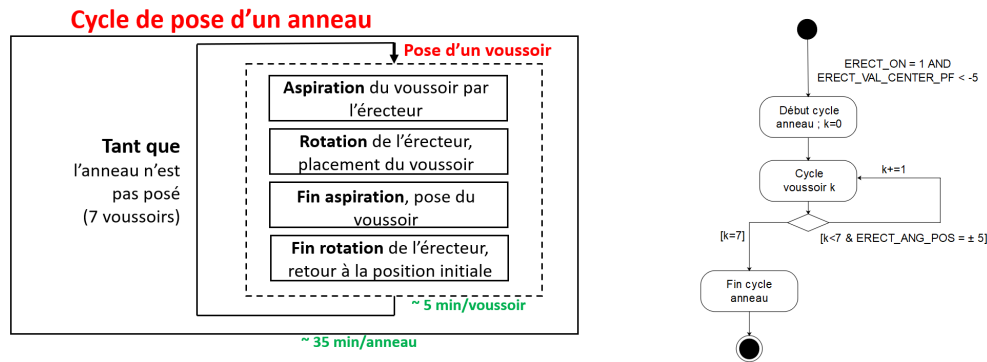 Cycle de pose d'un anneau
Pose d'un voussoir
Aspiration du voussoir par
l'érecteur
Rotation de l'érecteur,
placement du voussoir
Fin aspiration, pose du
voussoir
Fin rotation de l'érecteur,
retour à la position initiale
Tant que
l'anneau n'est
pas posé
(7 voussoirs)
~ 5 min/voussoir
~ 35 min/anneau
ERECT_ON = 1 AND
ERECT_VAL_CENTER_PF < -5
Début cycle
anneau ; k=0
Cycle
voussoir k
k+=1
[k=7]
[k<7 & ERECT_ANG_POS = ± 5]
Fin cycle
anneau